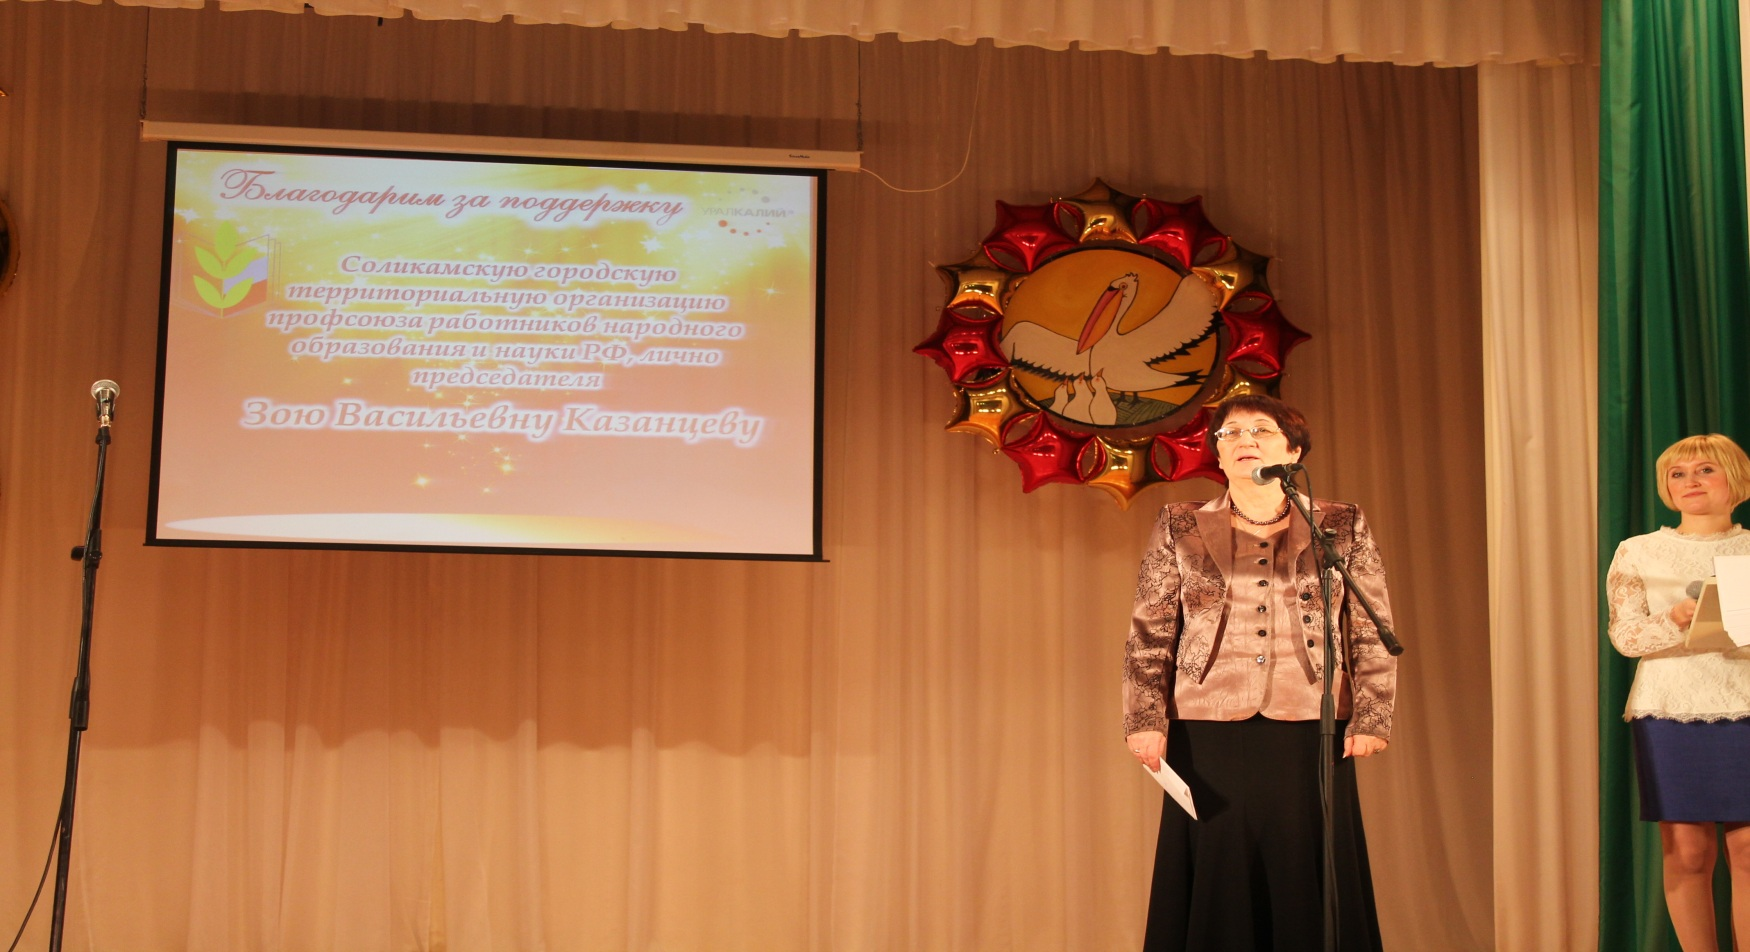 Благодарим за поддержку
УРАЛКАЛИЙ
Соликамскую городскую
территориальную организацию
профсоюза работников народного
образования и науки РФ, лично
председателя
Зою Васильевну Казанцеву